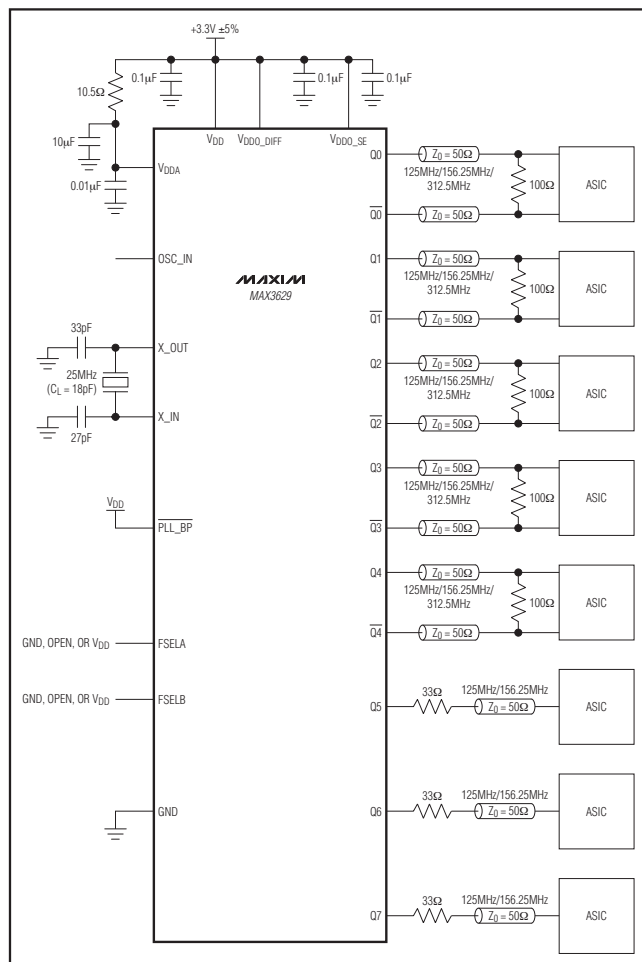 +3.3V ±5%
0.1µF
0.1µF
0.1µF
10.5Ω
10µF
0.01µF
VDD
VDDO_DIFF
VDDO_SE
VDDA
OSC_IN
MAXIM
MAX3629
33pF
X_OUT
25MHz
(CL = 18pF)
X_IN
27pF
VDD
PLL_BP
GND, OPEN, OR VDD
FSELA
GND, OPEN, OR VDD
FSELB
GND
Q0
Z0 = 50Ω
125MHz/156.25MHz/
312.5MHz
100Ω
ASIC
Q0
Z0 = 50Ω
Q1
Z0 = 50Ω
125MHz/156.25MHz/
312.5MHz
100Ω
ASIC
Q1
Z0 = 50Ω
Q2
Z0 = 50Ω
125MHz/156.25MHz/
312.5MHz
100Ω
ASIC
Q2
Z0 = 50Ω
Q3
Z0 = 50Ω
125MHz/156.25MHz/
312.5MHz
100Ω
ASIC
Q3
Z0 = 50Ω
Q4
Z0 = 50Ω
125MHz/156.25MHz/
312.5MHz
100Ω
ASIC
Q4
Z0 = 50Ω
Q5
33Ω
125MHz/156.25MHz
Z0 = 50Ω
ASIC
Q6
33Ω
125MHz/156.25MHz
Z0 = 50Ω
ASIC
Q7
33Ω
125MHz/156.25MHz
Z0 = 50Ω
ASIC